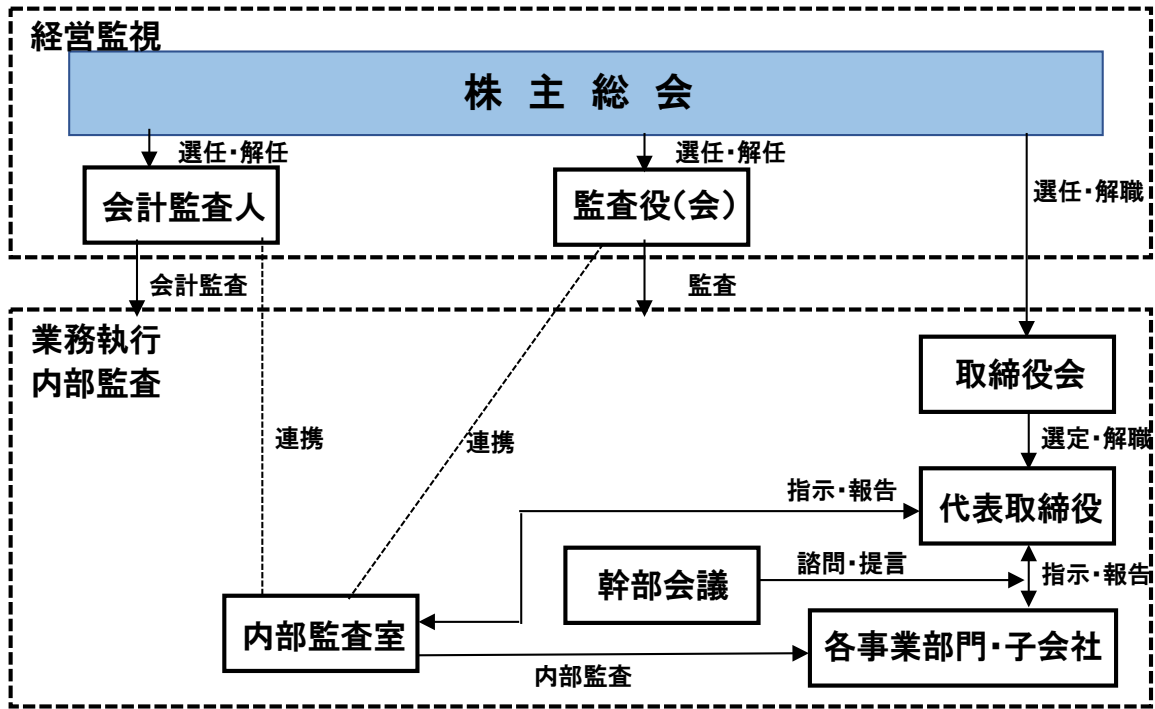 経営監視
株主総会
選任・解任
選任・解任
会計監査人
監査役(会)
選任・解職
会計監査
監査
業務執行
内部監査
取締役会
連携
連携
選定・解職
指示・報告
代表取締役
諮問・提言
幹部会議
指示・報告
内部監査室
各事業部門・子会社
内部監査